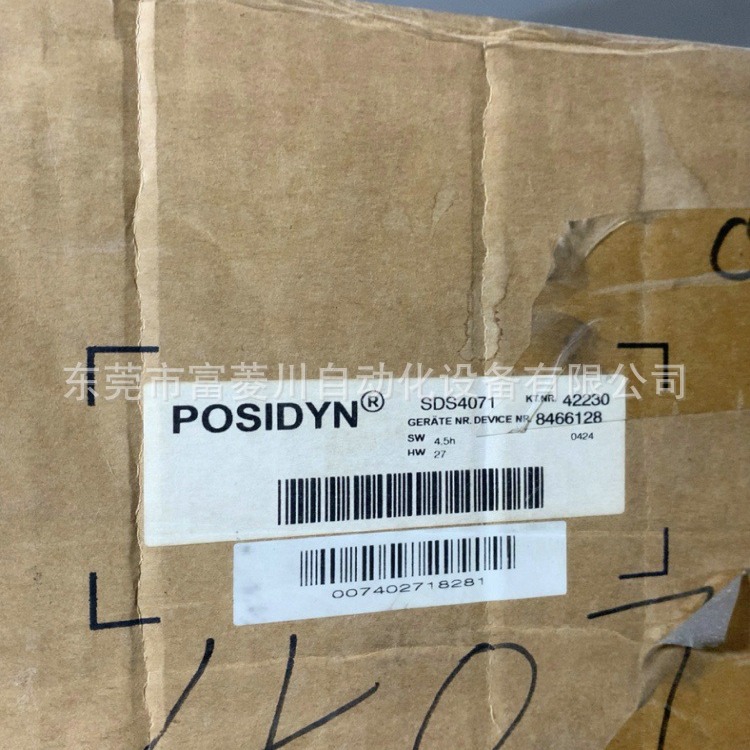 东莞市富菱川自动化设备有限公司
POSIDYN® SDS4071 KT.NR. 42230
GERÄTE NR. DEVICE NR. 8466128
SW 4.5h 0424
HW 27
007402718281